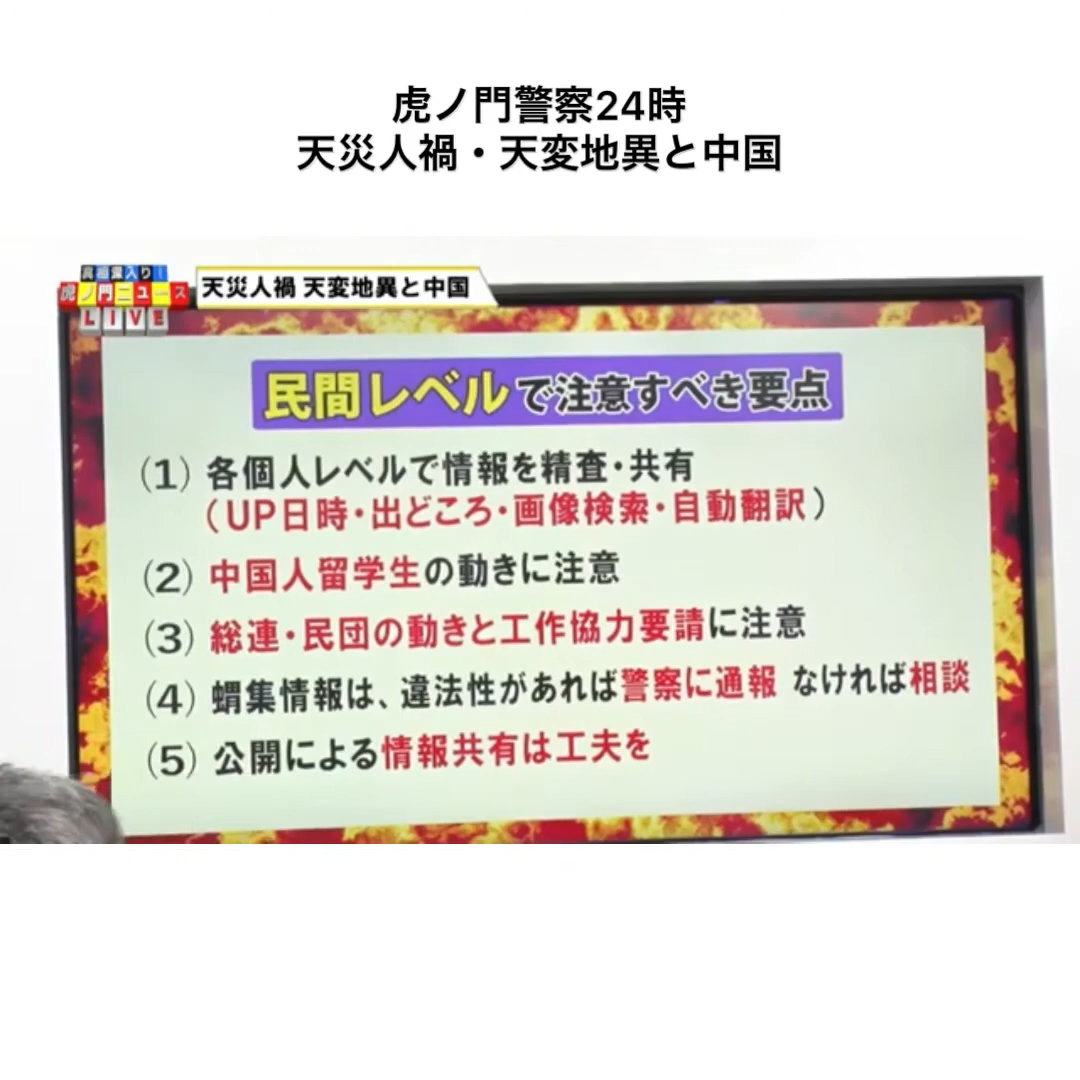 虎ノ門警察24時
天災人禍・天変地異と中国
真相深入り！
虎ノ門ニュース
LIVE
天災人禍 天変地異と中国
民間レベルで注意すべき要点
(1) 各個人レベルで情報を精査・共有
(UP日時・出どころ・画像検索・自動翻訳)
(2) 中国人留学生の動きに注意
(3) 総連・民団の動きと工作協力要請に注意
(4) 蝟集情報は、違法性があれば警察に通報 なければ相談
(5) 公開による情報共有は工夫を